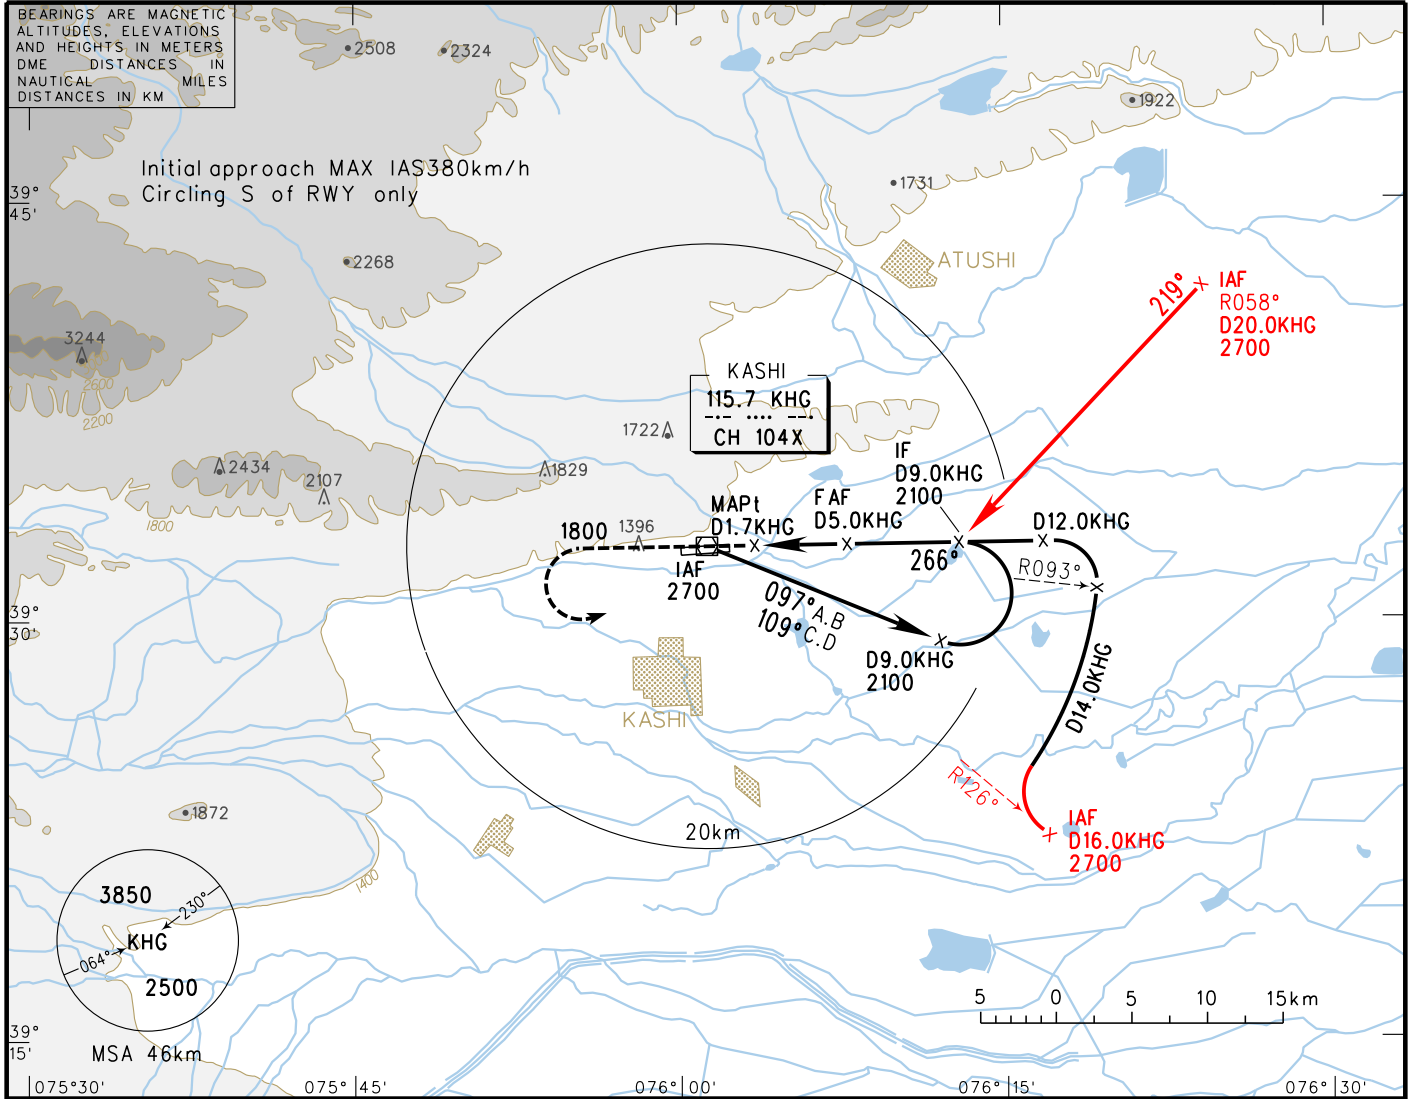 BEARINGS ARE MAGNETIC
ALTITUDES, ELEVATIONS
AND HEIGHTS IN METERS
DME DISTANCES IN
NAUTICAL MILES
DISTANCES IN KM
2508
2324
1922
Initial approach MAX IAS380km/h
Circling S of RWY only
39°
45'
1731
2268
ATUSHI
219°
IAF
R058°
D20.0KHG
2700
3244
2600
2200
KASHI
115.7 KHG
CH 104X
1722
2434
2107
1829
1800
IF
D9.0KHG
2100
MAPt
D1.7KHG
FAF
D5.0KHG
D12.0KHG
1800
1396
266°
R093°
IAF
2700
097°A.B
109°C.D
39°
30'
D9.0KHG
2100
KASHI
D14.0KHG
R126°
IAF
D16.0KHG
2700
1872
20km
1400
3850
230°
KHG
064°
2500
MSA 46km
5 0 5 10 15km
39°
15'
075°30' 075°45' 076°00' 076°15' 076°30'